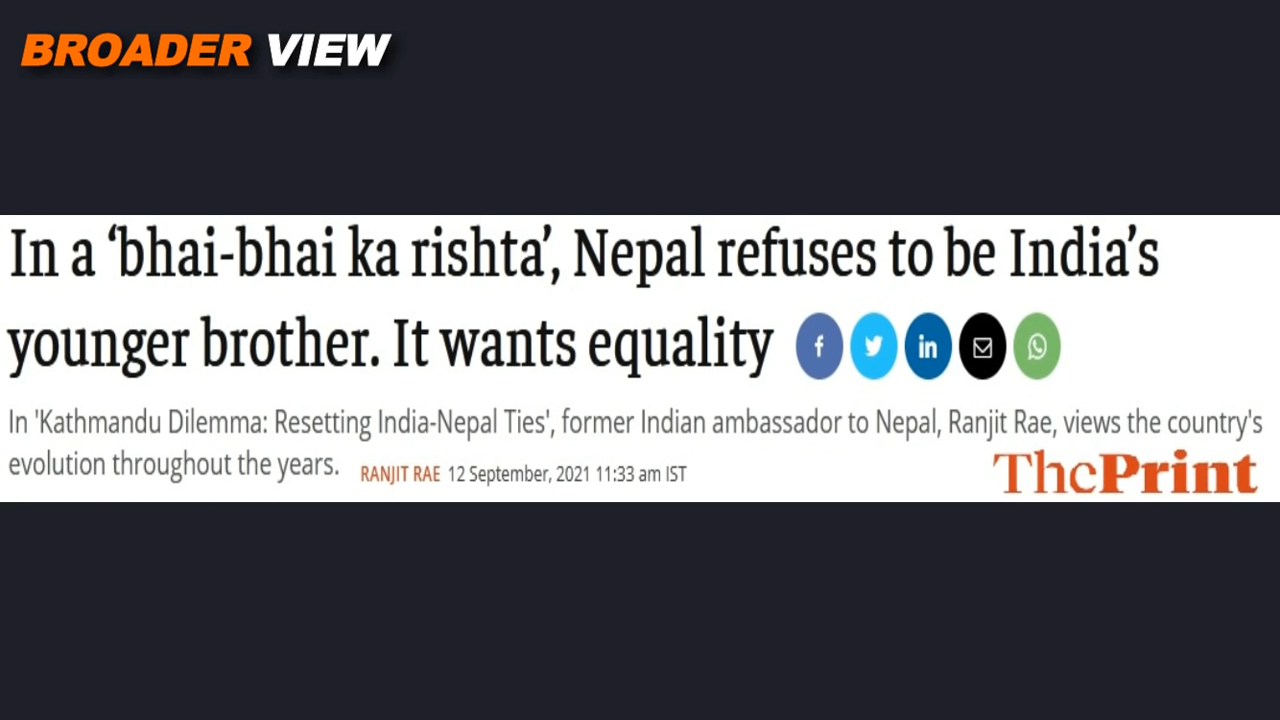 BROADER VIEW
In a ‘bhai-bhai ka rishta’, Nepal refuses to be India’s
younger brother. It wants equality
In 'Kathmandu Dilemma: Resetting India-Nepal Ties', former Indian ambassador to Nepal, Ranjit Rae, views the country's
evolution throughout the years. RANJIT RAE 12 September, 2021 11:33 am IST
ThePrint